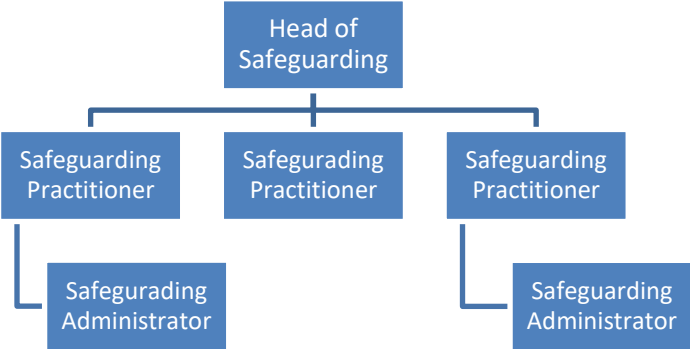 Head of
Safeguarding
Safeguarding
Practitioner
Safegurading
Practitioner
Safeguarding
Practitioner
Safegurading
Administrator
Safeguarding
Administrator